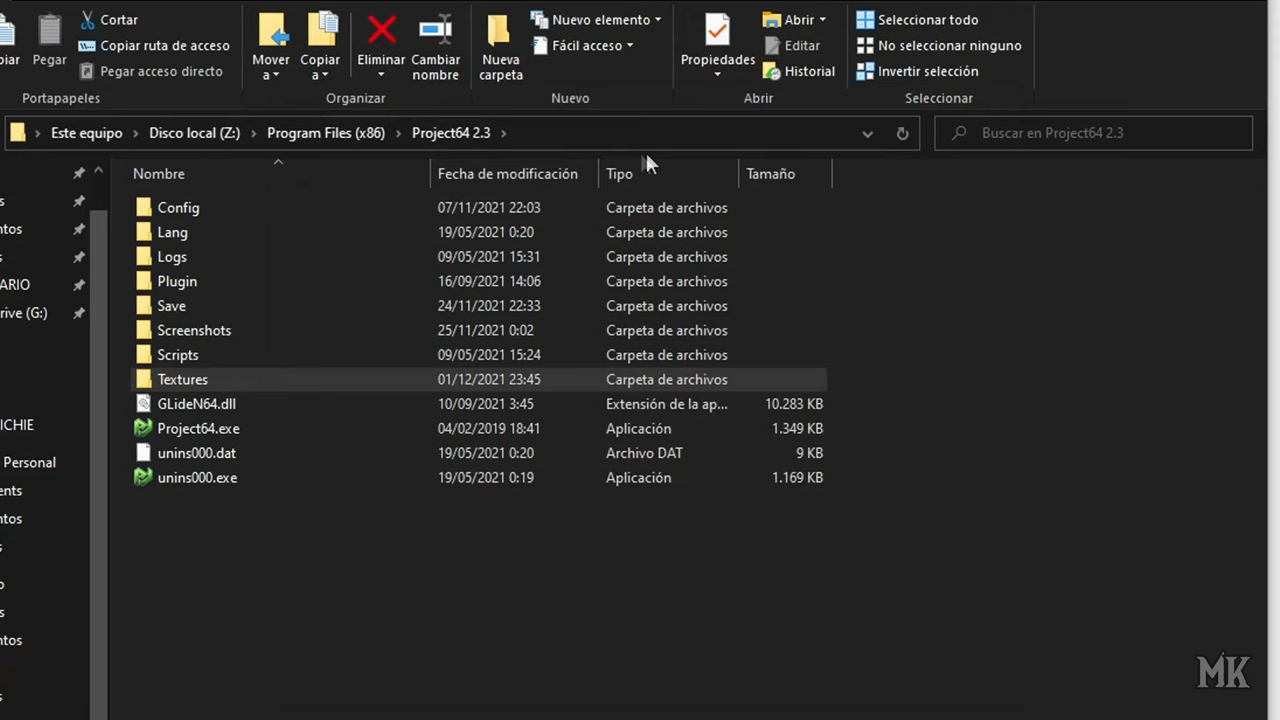 Cortar
Copiar ruta de acceso
Pegar acceso directo
Pegar
Portapapeles
Mover a
Copiar a
Eliminar
Cambiar nombre
Organizar
Nueva carpeta
Nuevo elemento
Fácil acceso
Nuevo
Propiedades
Abrir
Editar
Historial
Abrir
Seleccionar todo
No seleccionar ninguno
Invertir selección
Seleccionar
Este equipo > Disco local (Z:) > Program Files (x86) > Project64 2.3 >
Buscar en Project64 2.3
Nombre Fecha de modificación Tipo Tamaño
Config 07/11/2021 22:03 Carpeta de archivos
Lang 19/05/2021 0:20 Carpeta de archivos
Logs 09/05/2021 15:31 Carpeta de archivos
Plugin 16/09/2021 14:06 Carpeta de archivos
Save 24/11/2021 22:33 Carpeta de archivos
Screenshots 25/11/2021 0:02 Carpeta de archivos
Scripts 09/05/2021 15:24 Carpeta de archivos
Textures 01/12/2021 23:45 Carpeta de archivos
GLideN64.dll 10/09/2021 3:45 Extensión de la ap... 10.283 KB
Project64.exe 04/02/2019 18:41 Aplicación 1.349 KB
unins000.dat 19/05/2021 0:20 Archivo DAT 9 KB
unins000.exe 19/05/2021 0:19 Aplicación 1.169 KB
ntos
ARIO
rive (G:)
ICHIE
Personal
ents
ntos
ntos
MK